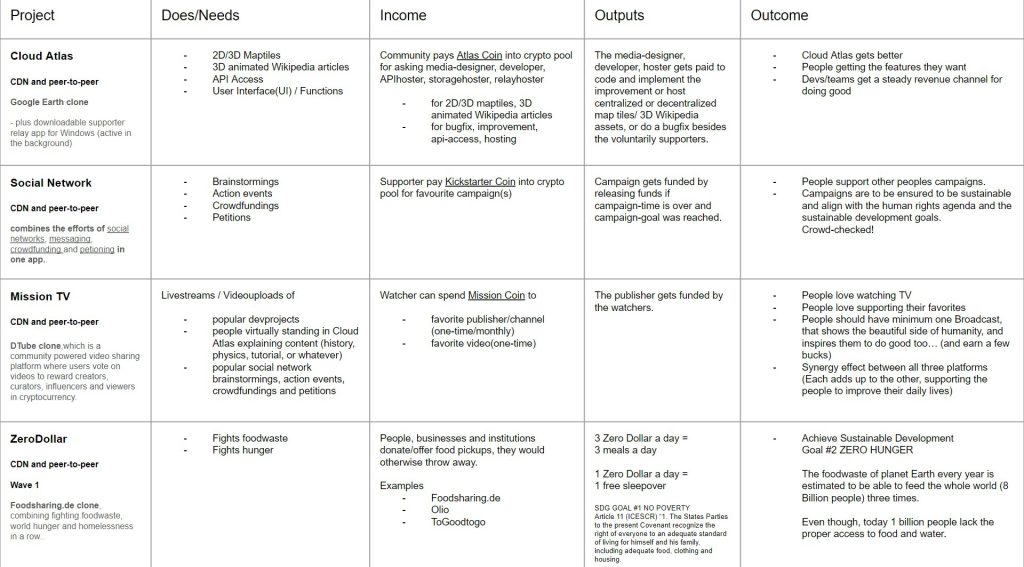 Project
Does/Needs
Income
Outputs
Outcome
Cloud Atlas
CDN and peer-to-peer
Google Earth clone
- plus downloadable supporter
relay app for Windows (active in
the background)
- 2D/3D Maptiles
- 3D animated Wikipedia articles
- API Access
- User Interface(UI) / Functions
Community pays Atlas Coin into crypto pool
for asking media-designer, developer,
APIhoster, storagehoster, relayhoster
- for 2D/3D maptiles, 3D
animated Wikipedia articles
- for bugfix, improvement,
api-access, hosting
The media-designer,
developer, hoster gets paid to
code and implement the
improvement or host
centralized or decentralized
map tiles/ 3D Wikipedia
assets, or do a bugfix besides
the voluntarily supporters.
- Cloud Atlas gets better
- People getting the features they want
- Devs/teams get a steady revenue channel for
doing good
Social Network
CDN and peer-to-peer
combines the efforts of social
networks, messaging,
crowdfunding and petioning in
one app.
- Brainstormings
- Action events
- Crowdfundings
- Petitions
Supporter pay Kickstarter Coin into crypto
pool for favourite campaign(s)
Campaign gets funded by
releasing funds if
campaign-time is over and
campaign-goal was reached.
- People support other peoples campaigns.
- Campaigns are to be ensured to be sustainable
and align with the human rights agenda and the
sustainable development goals.
Crowd-checked!
Mission TV
CDN and peer-to-peer
DTube clone,which is a
community powered video sharing
platform where users vote on
videos to reward creators,
curators, influencers and viewers
in cryptocurrency.
Livestreams / Videouploads of
- popular devprojects
- people virtually standing in Cloud
Atlas explaining content (history,
physics, tutorial, or whatever)
- popular social network
brainstormings, action events,
crowdfundings and petitions
Watcher can spend Mission Coin to
- favorite publisher/channel
(one-time/monthly)
- favorite video(one-time)
The publisher gets funded by
the watchers.
- People love watching TV
- People love supporting their favorites
- People should have minimum one Broadcast,
that shows the beautiful side of humanity, and
inspires them to do good too... (and earn a few
bucks)
- Synergy effect between all three platforms
(Each adds up to the other, supporting the
people to improve their daily lives)
ZeroDollar
CDN and peer-to-peer
Wave 1
Foodsharing.de clone,
combining fighting foodwaste,
world hunger and homelessness
in a row..
- Fights foodwaste
- Fights hunger
People, businesses and institutions
donate/offer food pickups, they would
otherwise throw away.
Examples
- Foodsharing.de
- Olio
- ToGoodtogo
3 Zero Dollar a day =
3 meals a day
1 Zero Dollar a day =
1 free sleepover
SDG GOAL #1 NO POVERTY
Article 11 (ICESCR) "1. The States Parties
to the present Covenant recognize the
right of everyone to an adequate standard
of living for himself and his family,
including adequate food, clothing and
housing.
- Achieve Sustainable Development
Goal #2 ZERO HUNGER
The foodwaste of planet Earth every year is
estimated to be able to feed the whole world (8
Billion people) three times.
Even though, today 1 billion people lack the
proper access to food and water.